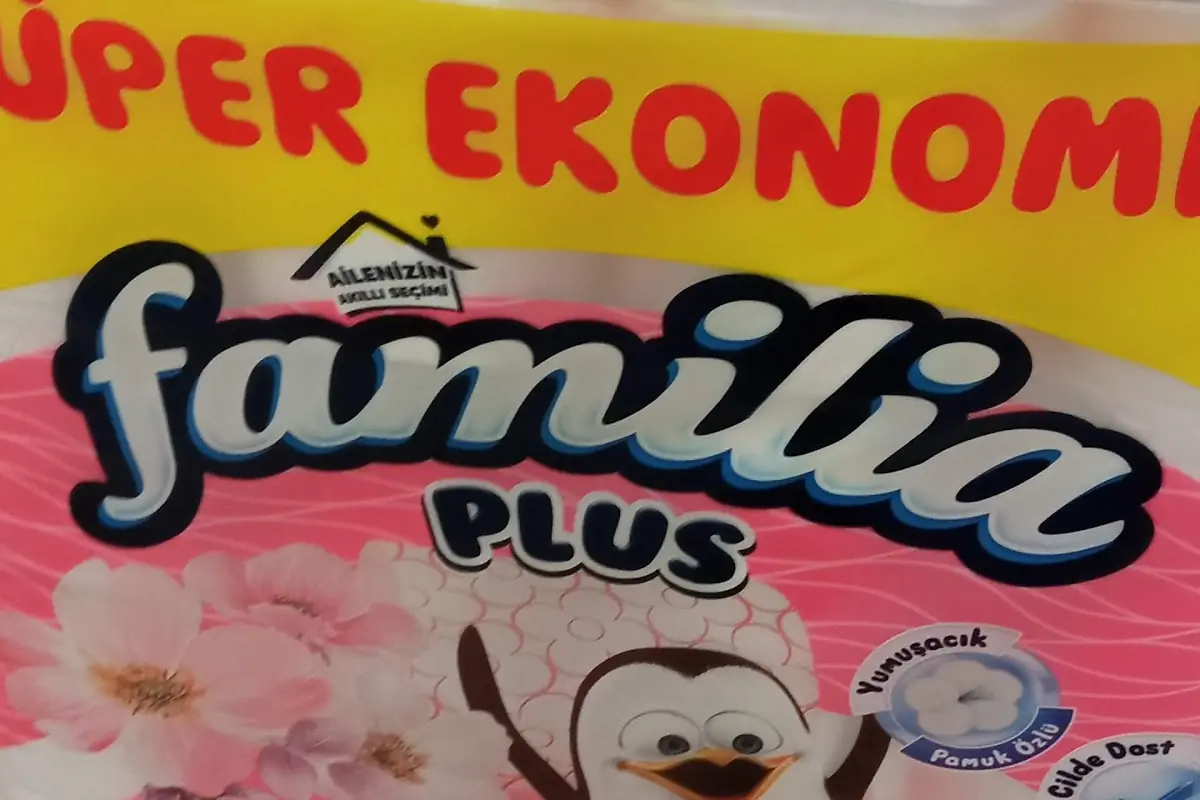 ÜPER EKONOMİ
AİLENİZİN
AKILLI SEÇİMİ
familia
PLUS
Yumuşacık
Pamuk Özlü
Cilde Dost